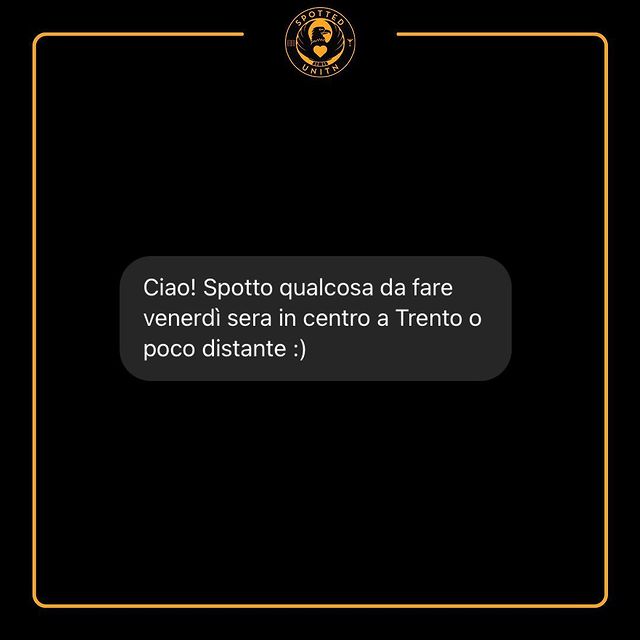 SPOTTED
UNITN
Ciao! Spotto qualcosa da fare
venerdì sera in centro a Trento o
poco distante :)